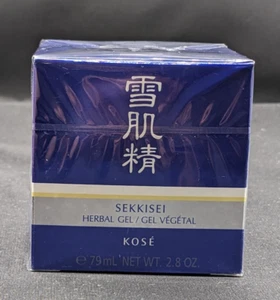 雪肌精
SEKKISEI
HERBAL GEL / GEL VÉGÉTAL
KOSÉ
℮ 79mL NET WT. 2.8 OZ.